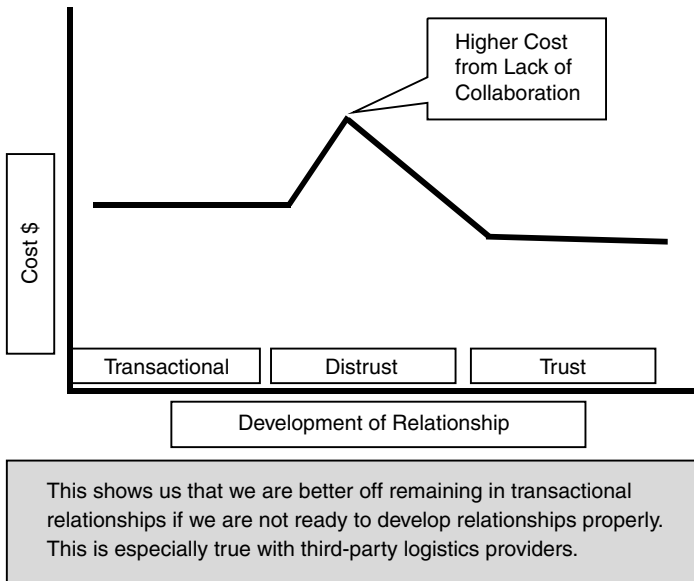 Higher Cost
from Lack of
Collaboration
Cost $
Transactional
Distrust
Trust
Development of Relationship
This shows us that we are better off remaining in transactional
relationships if we are not ready to develop relationships properly.
This is especially true with third-party logistics providers.